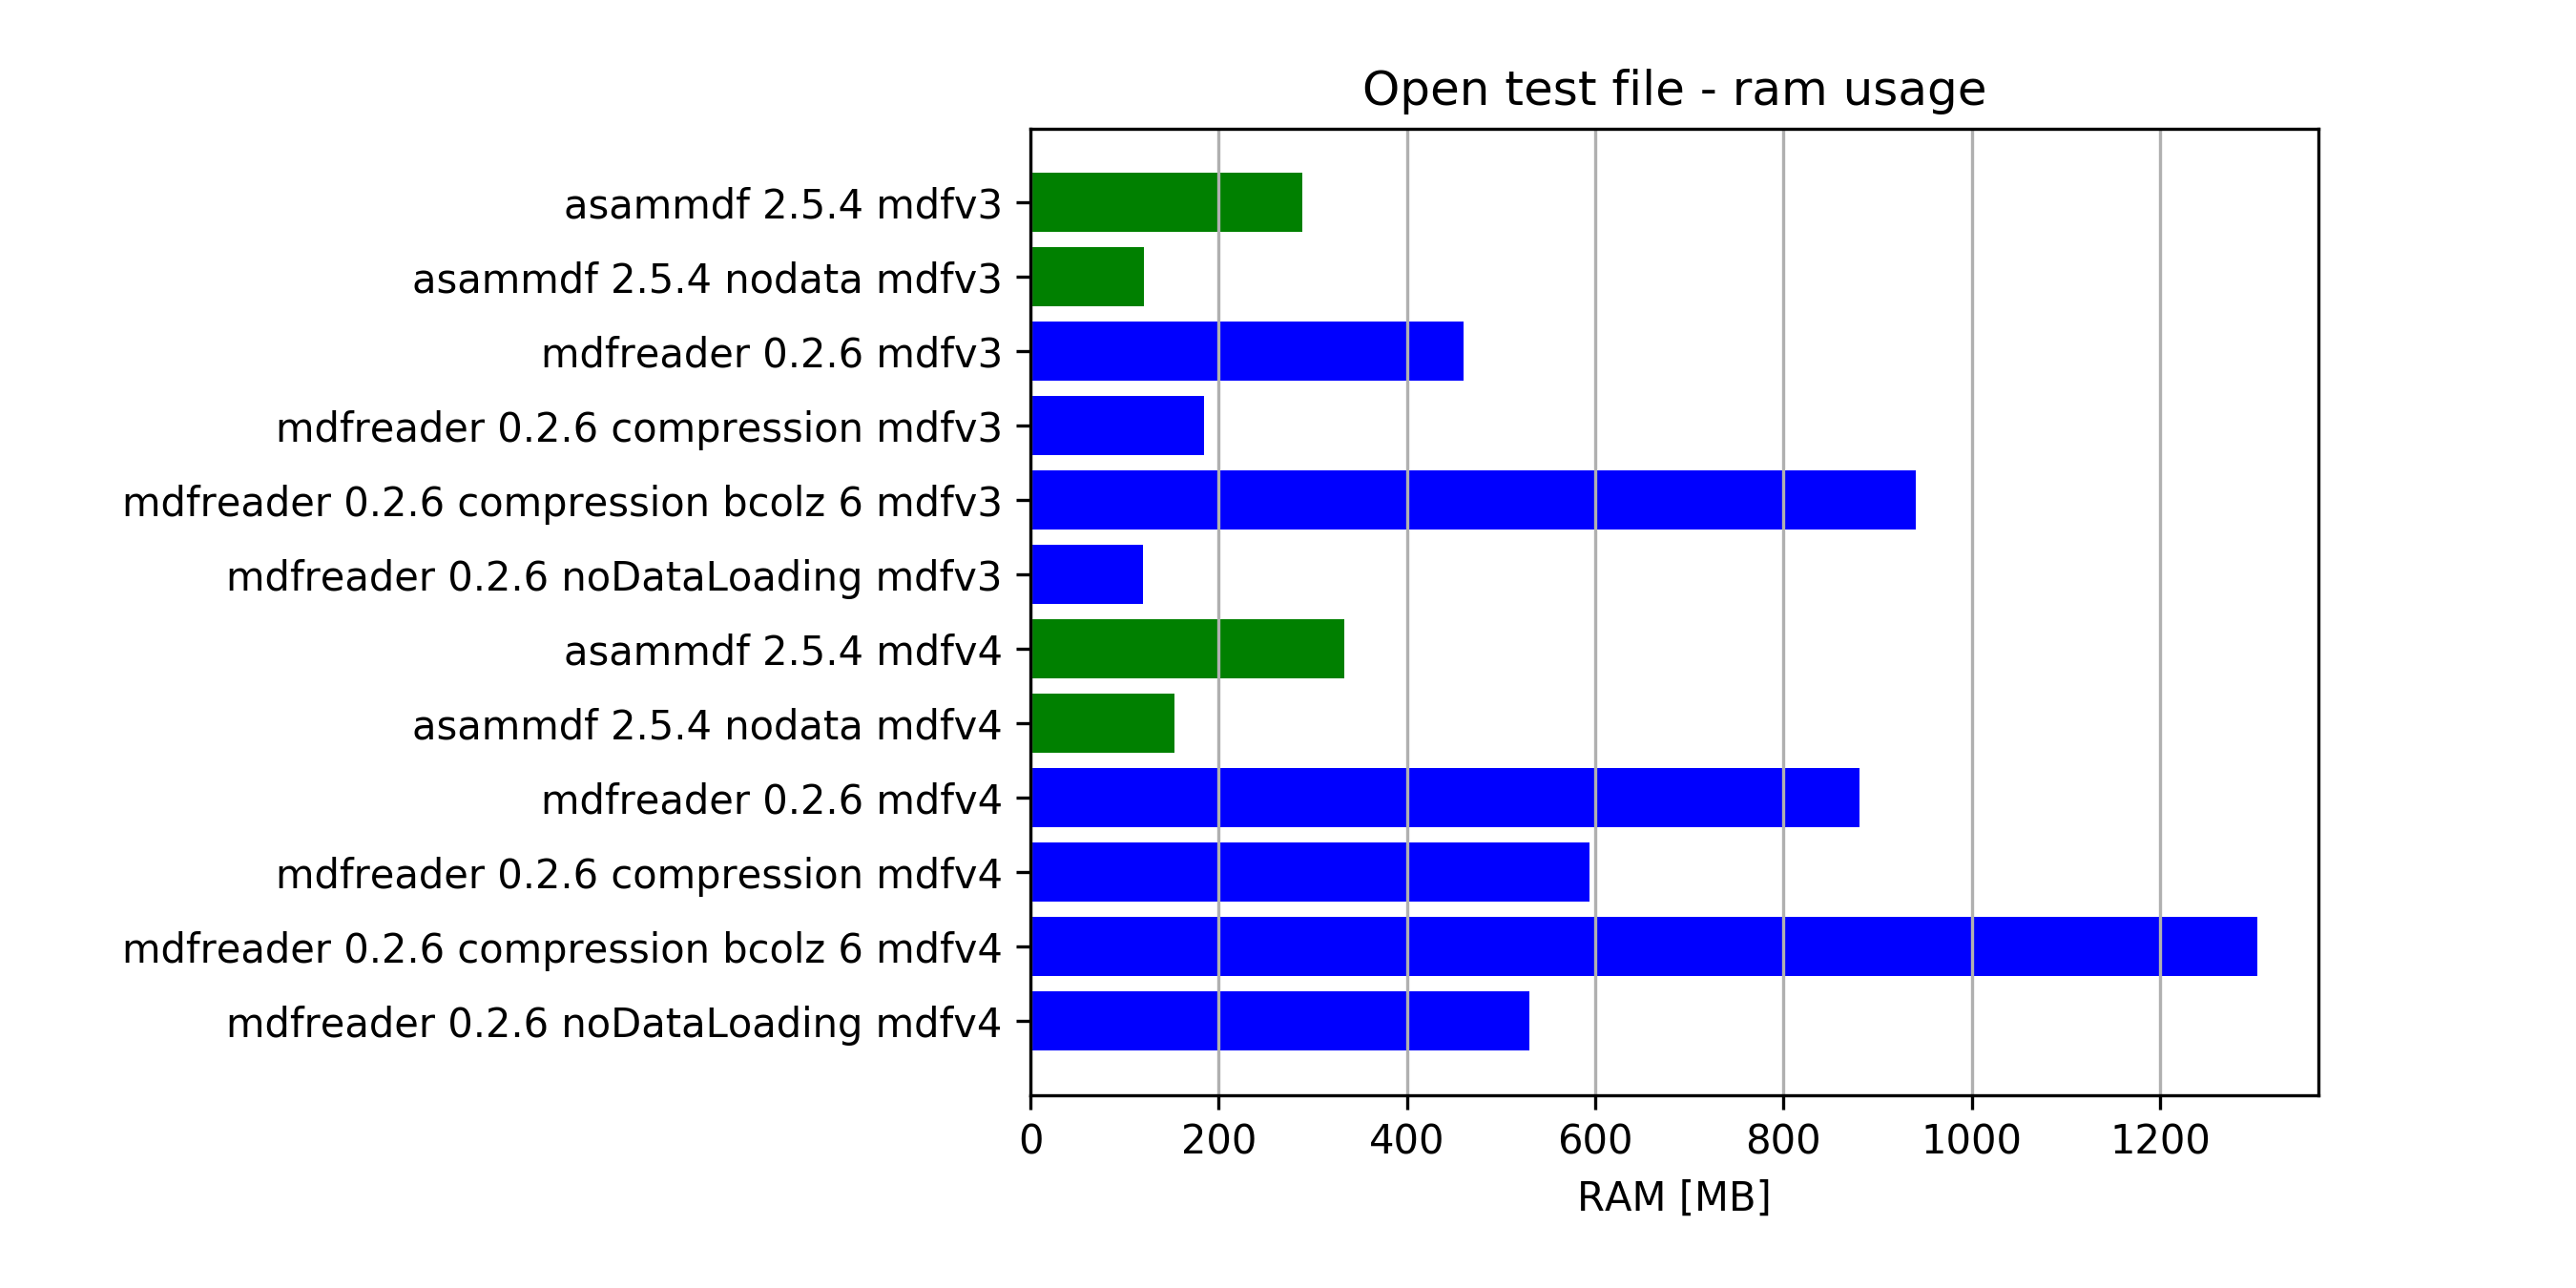 Open test file - ram usage
asammdf 2.5.4 mdfv3
asammdf 2.5.4 nodata mdfv3
mdfreader 0.2.6 mdfv3
mdfreader 0.2.6 compression mdfv3
mdfreader 0.2.6 compression bcolz 6 mdfv3
mdfreader 0.2.6 noDataLoading mdfv3
asammdf 2.5.4 mdfv4
asammdf 2.5.4 nodata mdfv4
mdfreader 0.2.6 mdfv4
mdfreader 0.2.6 compression mdfv4
mdfreader 0.2.6 compression bcolz 6 mdfv4
mdfreader 0.2.6 noDataLoading mdfv4
0 200 400 600 800 1000 1200
RAM [MB]